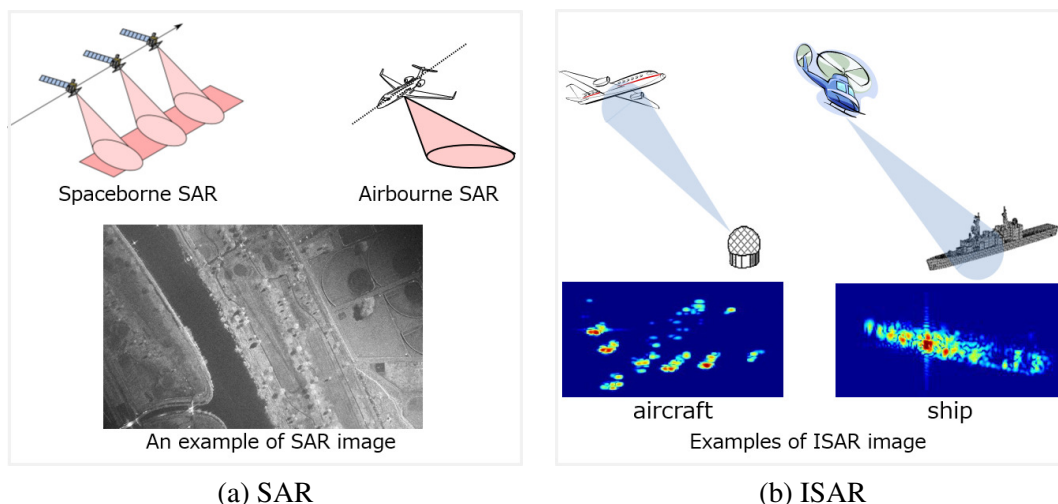 Spaceborne SAR
Airbourne SAR
An example of SAR image
(a) SAR
aircraft
ship
Examples of ISAR image
(b) ISAR